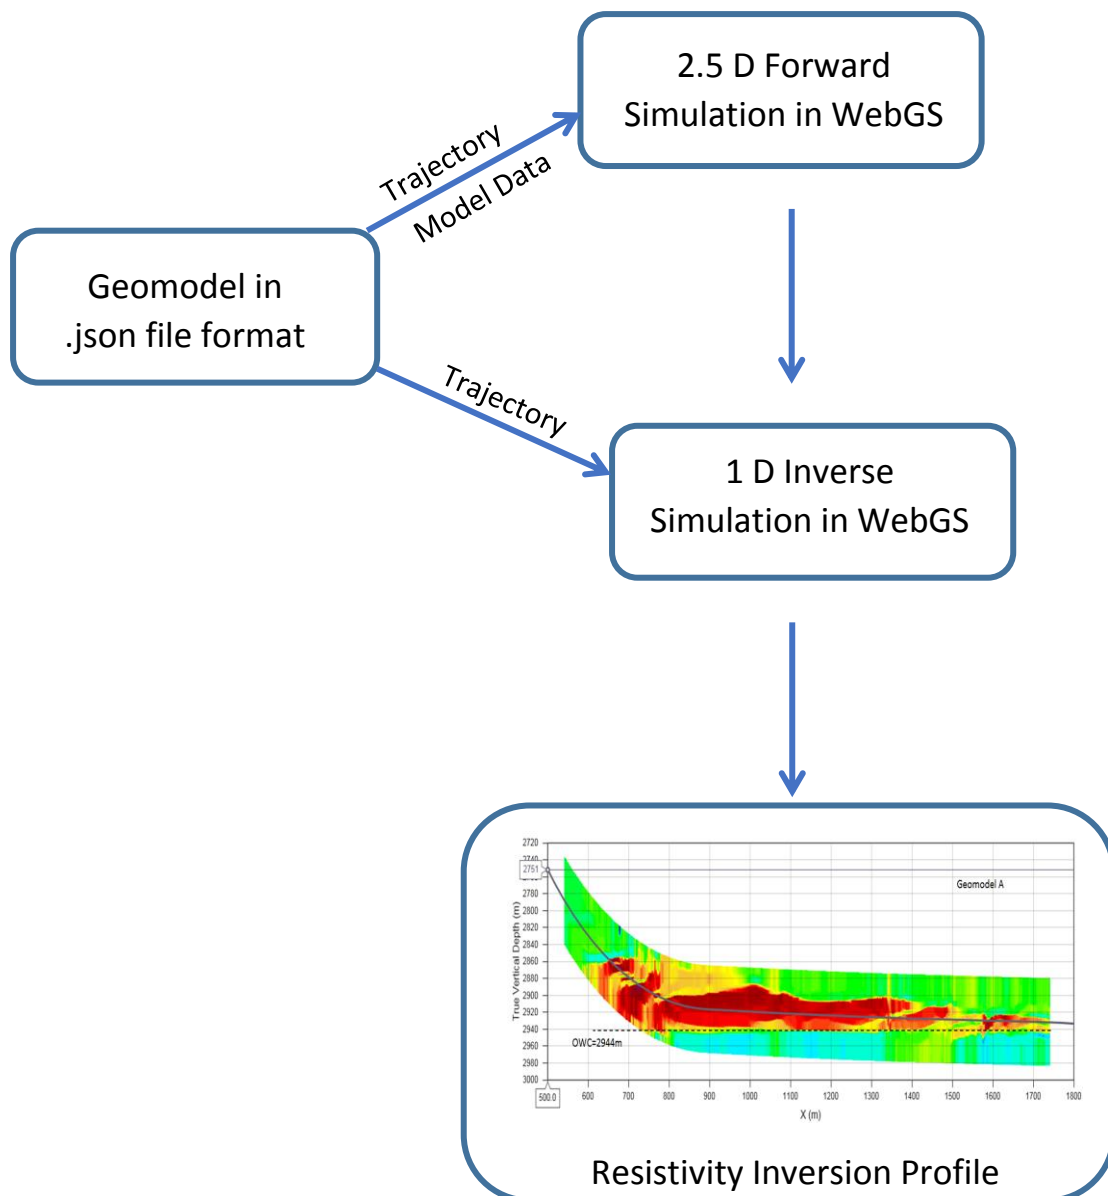 2.5 D Forward
Simulation in WebGS
Trajectory
Model Data
Geomodel in
.json file format
Trajectory
1 D Inverse
Simulation in WebGS
2720
2740
2751
2780
2800
2820
2840
2860
2880
2900
2920
2940
2960
2980
3000
True Vertical Depth (m)
Geomodel A
OWC=2944m
500.0
600
700
800
900
1000
1100
1200
1300
1400
1500
1600
1700
1800
X (m)
Resistivity Inversion Profile